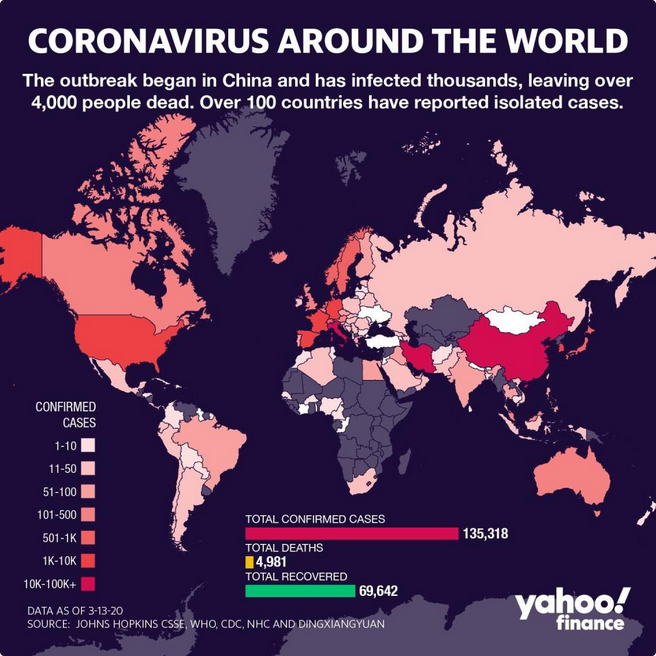 CORONAVIRUS AROUND THE WORLD
The outbreak began in China and has infected thousands, leaving over
4,000 people dead. Over 100 countries have reported isolated cases.
CONFIRMED
CASES
1-10
11-50
51-100
101-500
501-1K
1K-10K
10K-100K+
TOTAL CONFIRMED CASES
135,318
TOTAL DEATHS
4,981
TOTAL RECOVERED
69,642
DATA AS OF 3-13-20
SOURCE: JOHNS HOPKINS CSSE, WHO, CDC, NHC AND DINGXIANGYUAN
yahoo!
finance